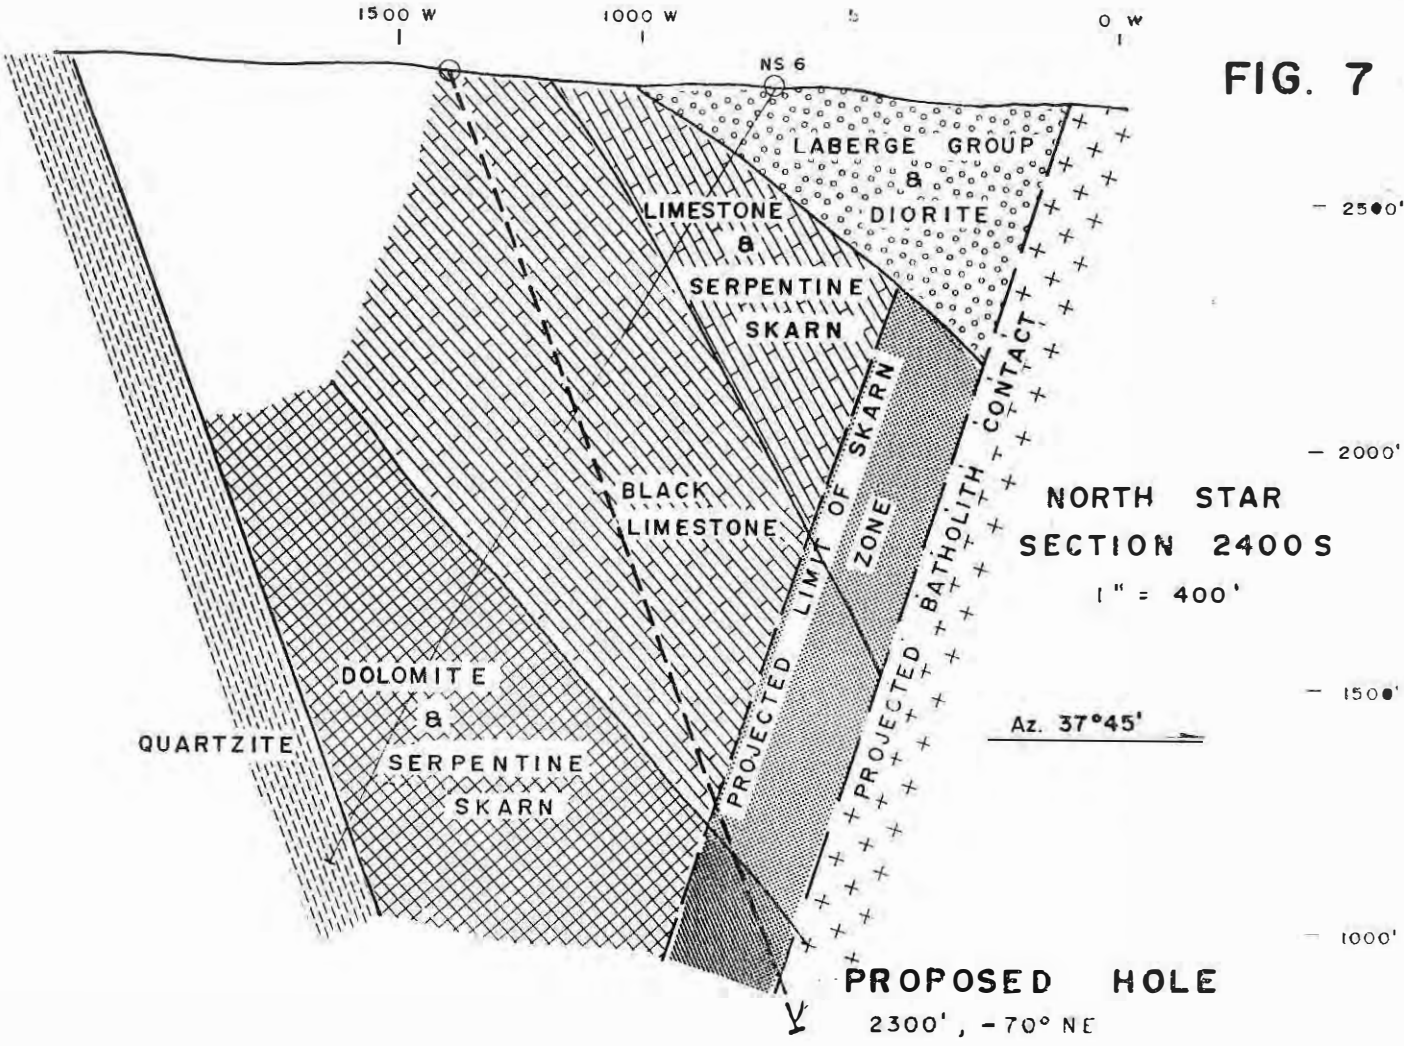 1500 W
1000 W
0 W
NS 6
FIG. 7
LABERGE GROUP
&
DIORITE
2500'
LIMESTONE
&
SERPENTINE
SKARN
2000'
BLACK
LIMESTONE
PROJECTED LIMIT OF SKARN
ZONE
PROJECTED BATHOLITH CONTACT
NORTH STAR
SECTION 2400 S
1" = 400'
DOLOMITE
&
SERPENTINE
SKARN
QUARTZITE
1500'
Az. 37°45'
1000'
PROPOSED HOLE
2300', -70° NE